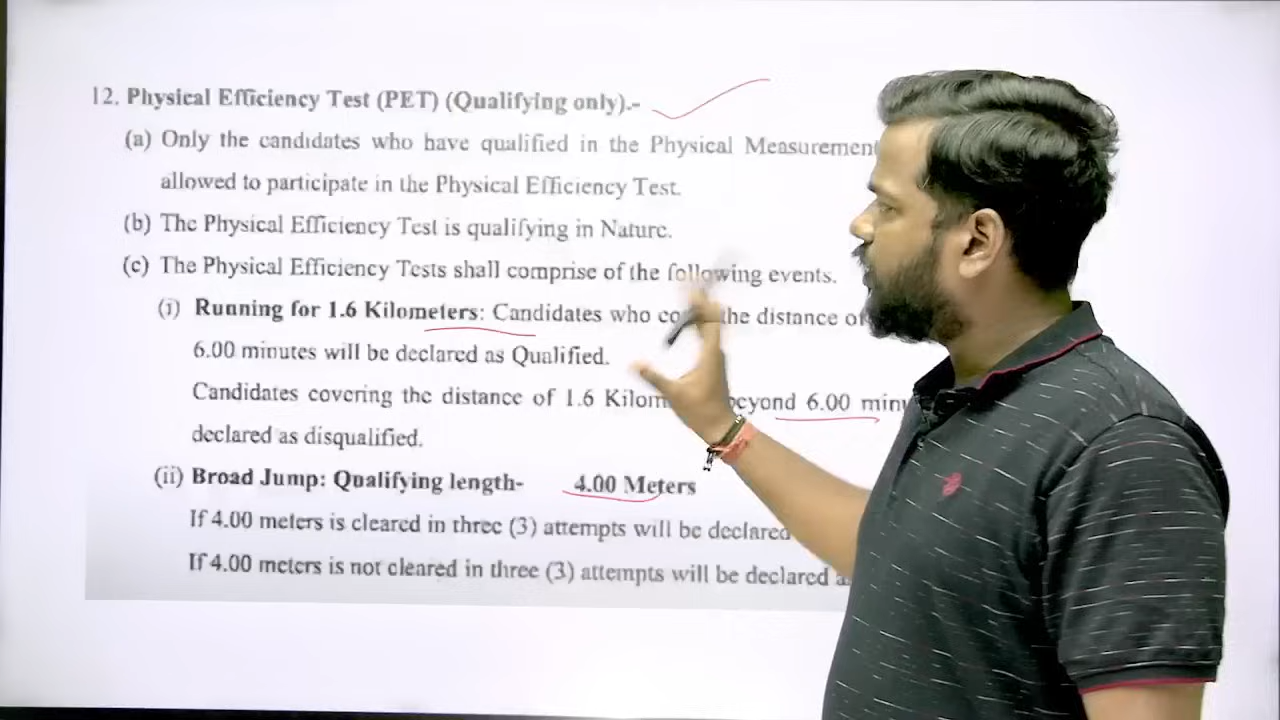 12. Physical Efficiency Test (PET) (Qualifying only).-
(a) Only the candidates who have qualified in the Physical Measurement
allowed to participate in the Physical Efficiency Test.
(b) The Physical Efficiency Test is qualifying in Nature.
(c) The Physical Efficiency Tests shall comprise of the following events.
(i) Running for 1.6 Kilometers: Candidates who the distance of
6.00 minutes will be declared as Qualified.
Candidates covering the distance of 1.6 beyond 6.00
declared as disqualified.
(ii) Broad Jump: Qualifying length- 4.00 Meters
If 4.00 meters is cleared in three (3) attempts will be declared
If 4.00 meters is not cleared in three (3) attempts will be declared